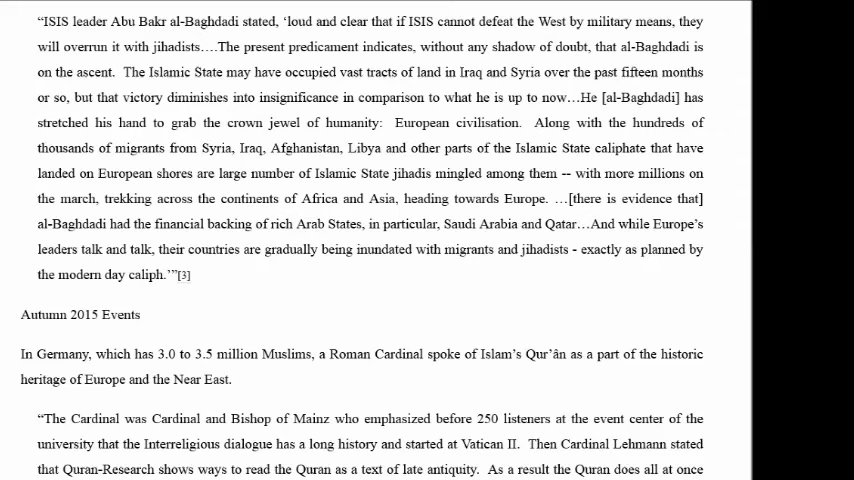 “ISIS leader Abu Bakr al-Baghdadi stated, ‘loud and clear that if ISIS cannot defeat the West by military means, they
will overrun it with jihadists….The present predicament indicates, without any shadow of doubt, that al-Baghdadi is
on the ascent.  The Islamic State may have occupied vast tracts of land in Iraq and Syria over the past fifteen months
or so, but that victory diminishes into insignificance in comparison to what he is up to now…He [al-Baghdadi] has
stretched his hand to grab the crown jewel of humanity:  European civilisation.  Along with the hundreds of
thousands of migrants from Syria, Iraq, Afghanistan, Libya and other parts of the Islamic State caliphate that have
landed on European shores are large number of Islamic State jihadis mingled among them -- with more millions on
the march, trekking across the continents of Africa and Asia, heading towards Europe. …[there is evidence that]
al-Baghdadi had the financial backing of rich Arab States, in particular, Saudi Arabia and Qatar…And while Europe’s
leaders talk and talk, their countries are gradually being inundated with migrants and jihadists - exactly as planned by
the modern day caliph.’”[3]
Autumn 2015 Events
In Germany, which has 3.0 to 3.5 million Muslims, a Roman Cardinal spoke of Islam’s Qur’ân as a part of the historic
heritage of Europe and the Near East.
“The Cardinal was Cardinal and Bishop of Mainz who emphasized before 250 listeners at the event center of the
university that the Interreligious dialogue has a long history and started at Vatican II.  Then Cardinal Lehmann stated
that Quran-Research shows ways to read the Quran as a text of late antiquity.  As a result the Quran does all at once